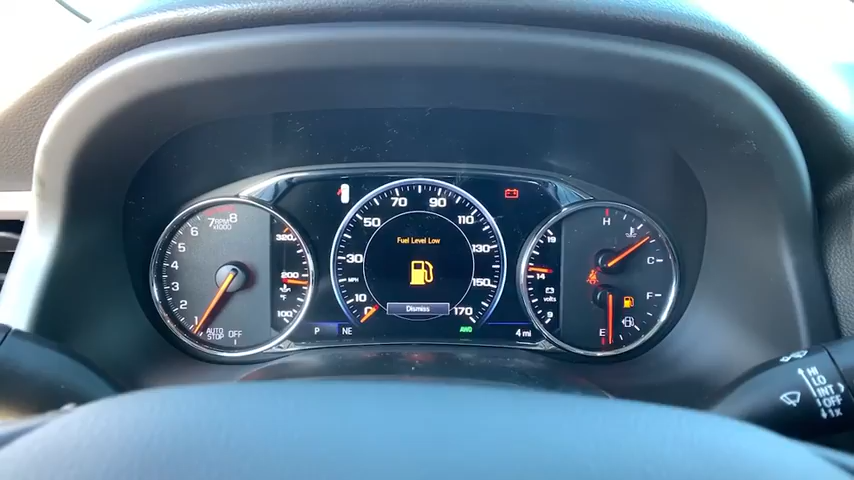 7 RPM 8
x1000
6
5
4
3
2
1
AUTO
STOP OFF
320
200
°F
100
50 70 90 110
30 130
MPH
10 150
0 170
Fuel Level Low
Dismiss
P NE
AWD
4 mi
19
14
volts
9
H
C
F
E
HI
LO
INT
OFF
1x